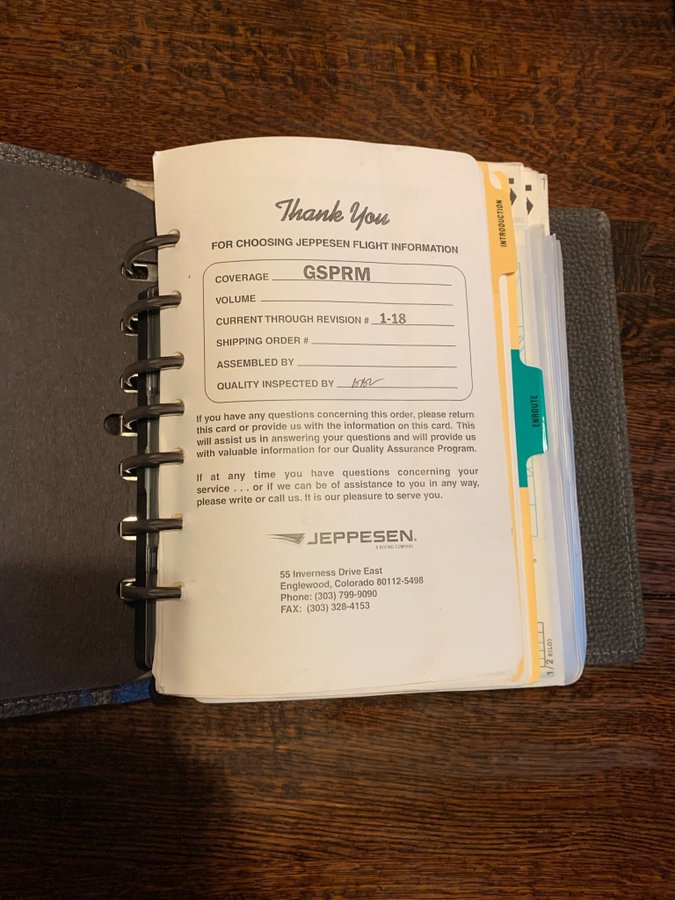 Thank You
FOR CHOOSING JEPPESEN FLIGHT INFORMATION
COVERAGE GSPRM
VOLUME
CURRENT THROUGH REVISION # 1-18
SHIPPING ORDER #
ASSEMBLED BY
QUALITY INSPECTED BY
If you have any questions concerning this order, please return
this card or provide us with the information on this card. This
will assist us in answering your questions and will provide us
with valuable information for our Quality Assurance Program.
If at any time you have questions concerning your
service . . . or if we can be of assistance to you in any way,
please write or call us. It is our pleasure to serve you.
JEPPESEN.
A BOEING COMPANY
55 Inverness Drive East
Englewood, Colorado 80112-5498
Phone: (303) 799-9090
FAX: (303) 328-4153
INTRODUCTION
ENROUTE